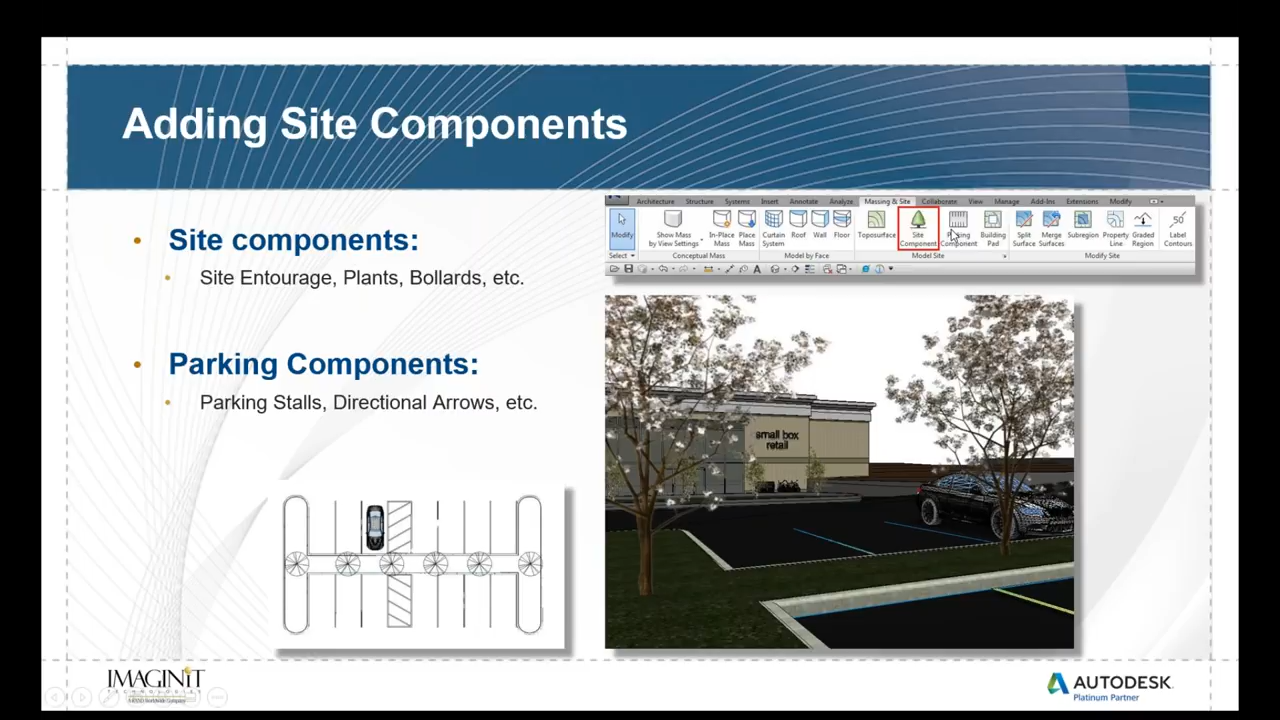 Adding Site Components
• Site components:
• Site Entourage, Plants, Bollards, etc.
• Parking Components:
• Parking Stalls, Directional Arrows, etc.
Architecture Structure Systems Insert Annotate Analyze Massing & Site Collaborate View Manage Add-Ins Extensions Modify
Modify
Show Mass
by View Settings
In-Place
Mass
Place
Mass
Curtain
System
Roof
Wall
Floor
Toposurface
Site
Component
Component
Building
Pad
Split
Surface
Merge
Surfaces
Subregion
Property
Line
Graded
Region
50
Label
Contours
Select
Conceptual Mass
Model by Face
Model Site
Modify Site
small box
retail
IMAGINiT
TECHNOLOGIES
AUTODESK
Platinum Partner